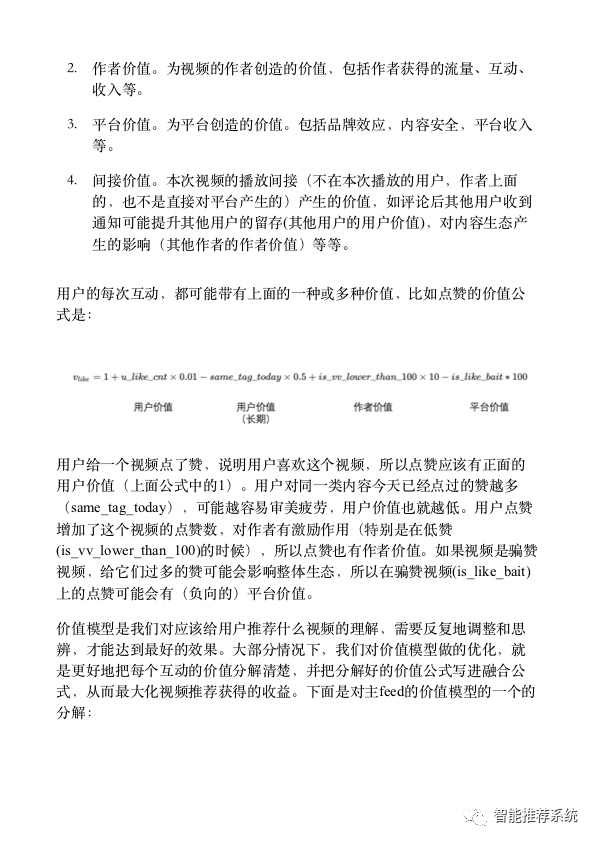 2. 作者价值。为视频的作者创造的价值，包括作者获得的流量、互动、
收入等。
3. 平台价值。为平台创造的价值。包括品牌效应，内容安全，平台收入
等。
4. 间接价值。本次视频的播放间接（不在本次播放的用户，作者上面
的，也不是直接对平台产生的）产生的价值，如评论后其他用户收到
通知可能提升其他用户的留存(其他用户的用户价值)，对内容生态产
生的影响（其他作者的作者价值）等等。
用户的每次互动，都可能带有上面的一种或多种价值，比如点赞的价值公
式是：
v_like = 1 + u_like_cnt × 0.01 − same_tag_today × 0.5 + is_vv_lower_than_100 × 10 − is_like_bait * 100
用户价值 用户价值 作者价值 平台价值
（长期）
用户给一个视频点了赞，说明用户喜欢这个视频，所以点赞应该有正面的
用户价值（上面公式中的1）。用户对同一类内容今天已经点过的赞越多
（same_tag_today），可能越容易审美疲劳，用户价值也就越低。用户点赞
增加了这个视频的点赞数，对作者有激励作用（特别是在低赞
(is_vv_lower_than_100)的时候），所以点赞也有作者价值。如果视频是骗赞
视频，给它们过多的赞可能会影响整体生态，所以在骗赞视频(is_like_bait)
上的点赞可能会有（负向的）平台价值。
价值模型是我们对应该给用户推荐什么视频的理解，需要反复地调整和思
辨，才能达到最好的效果。大部分情况下，我们对价值模型做的优化，就
是更好地把每个互动的价值分解清楚，并把分解好的价值公式写进融合公
式，从而最大化视频推荐获得的收益。下面是对主feed的价值模型的一个的
分解：
智能推荐系统